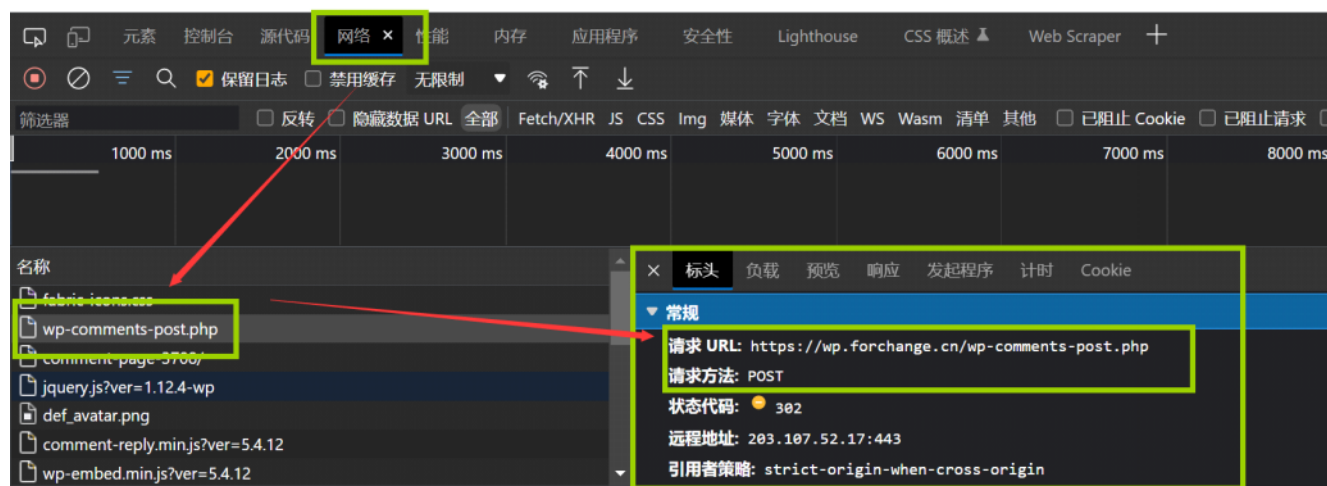 元素 控制台 源代码 网络 × 性能 内存 应用程序 安全性 Lighthouse CSS 概述 Web Scraper
保留日志 禁用缓存 无限制
筛选器 反转 隐藏数据 URL 全部 Fetch/XHR JS CSS Img 媒体 字体 文档 WS Wasm 清单 其他 已阻止 Cookie 已阻止请求
1000 ms 2000 ms 3000 ms 4000 ms 5000 ms 6000 ms 7000 ms 8000 ms
名称
× 标头 负载 预览 响应 发起程序 计时 Cookie
fabric-icons.css
常规
wp-comments-post.php
请求 URL: https://wp.forchange.cn/wp-comments-post.php
comment-page-3700/
请求方法: POST
jquery.js?ver=1.12.4-wp
状态代码: 302
def_avatar.png
comment-reply.min.js?ver=5.4.12
远程地址: 203.107.52.17:443
wp-embed.min.js?ver=5.4.12
引用者策略: strict-origin-when-cross-origin